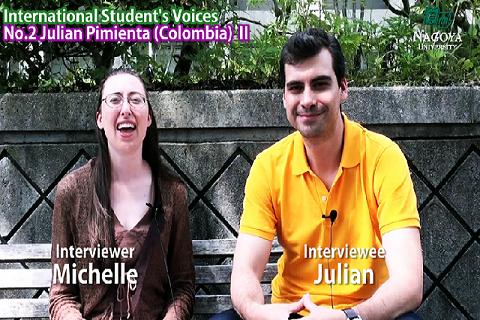 International Student's Voices
No.2 Julian Pimienta (Colombia) II
NAGOYA
UNIVERSITY
Interviewer
Michelle
Interviewee
Julian